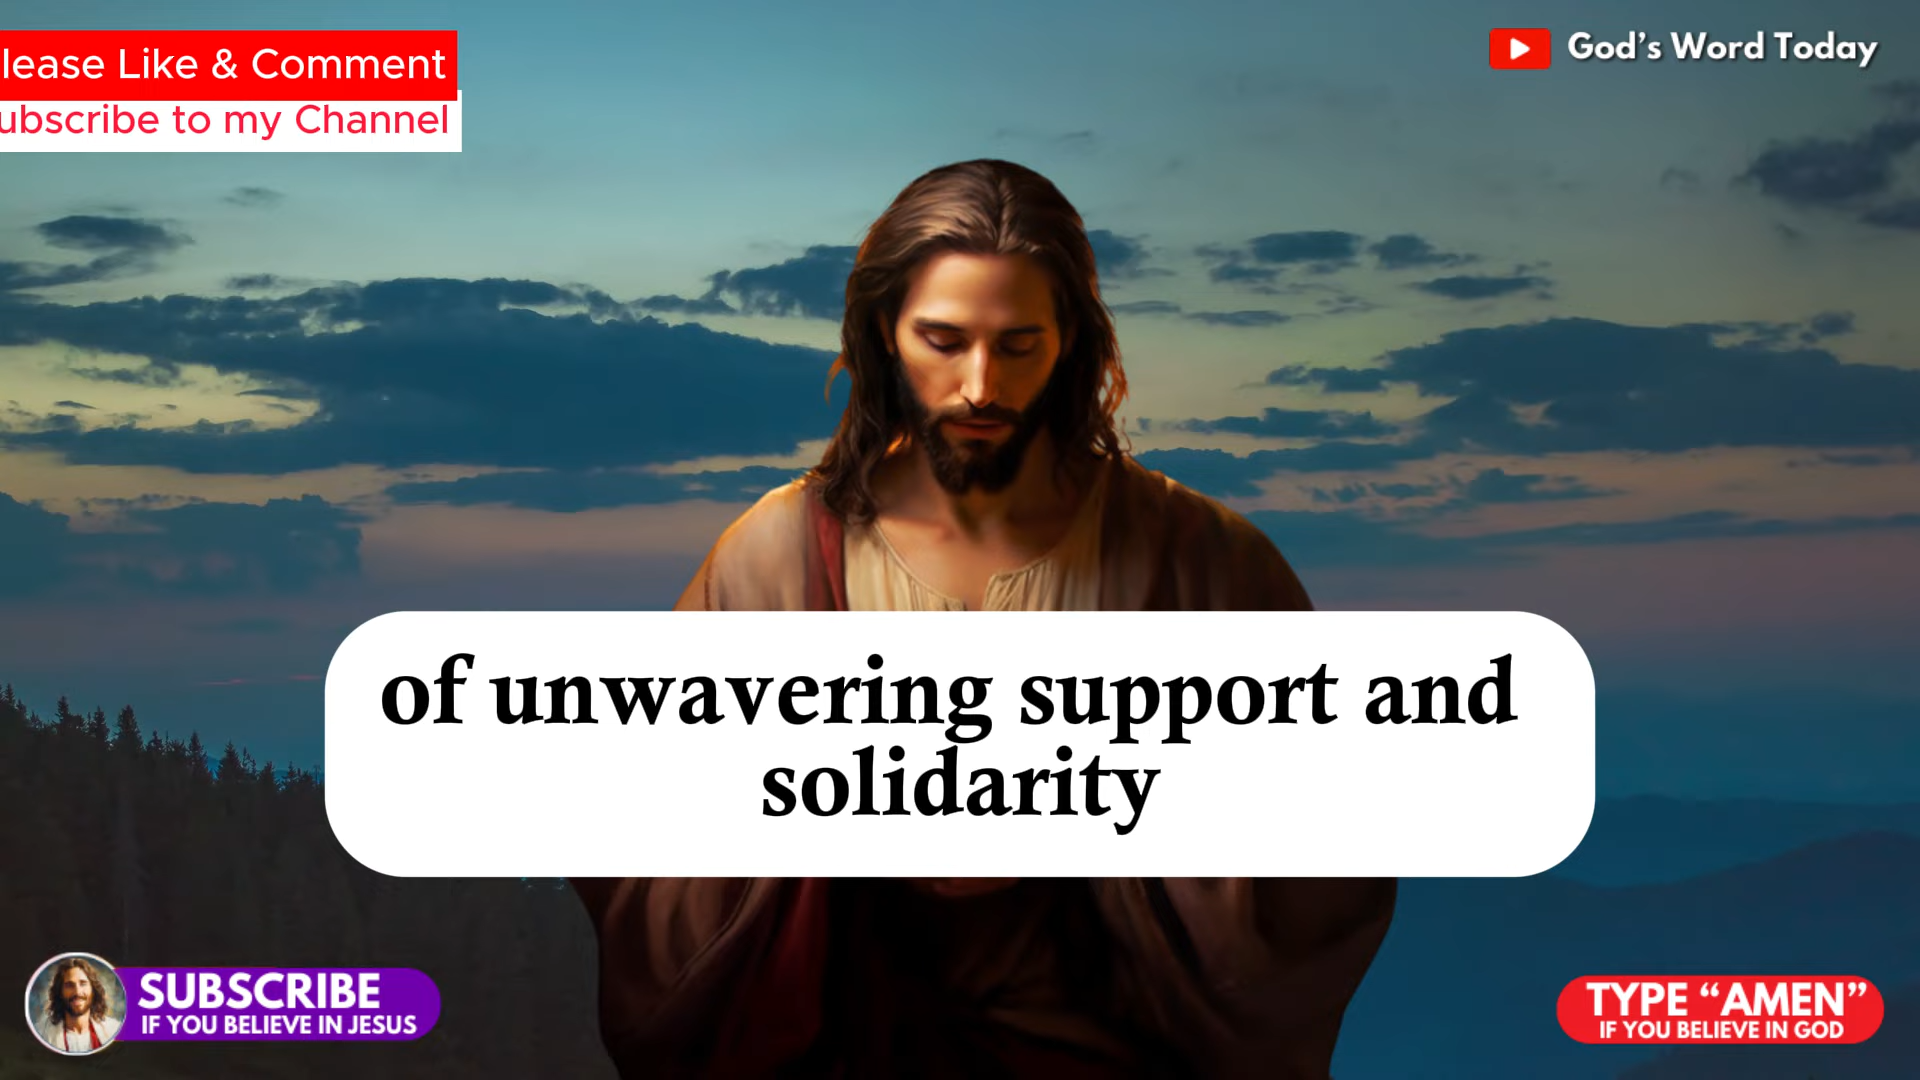 lease Like & Comment
ubscribe to my Channel
God's Word Today
of unwavering support and
solidarity
SUBSCRIBE
IF YOU BELIEVE IN JESUS
TYPE “AMEN”
IF YOU BELIEVE IN GOD